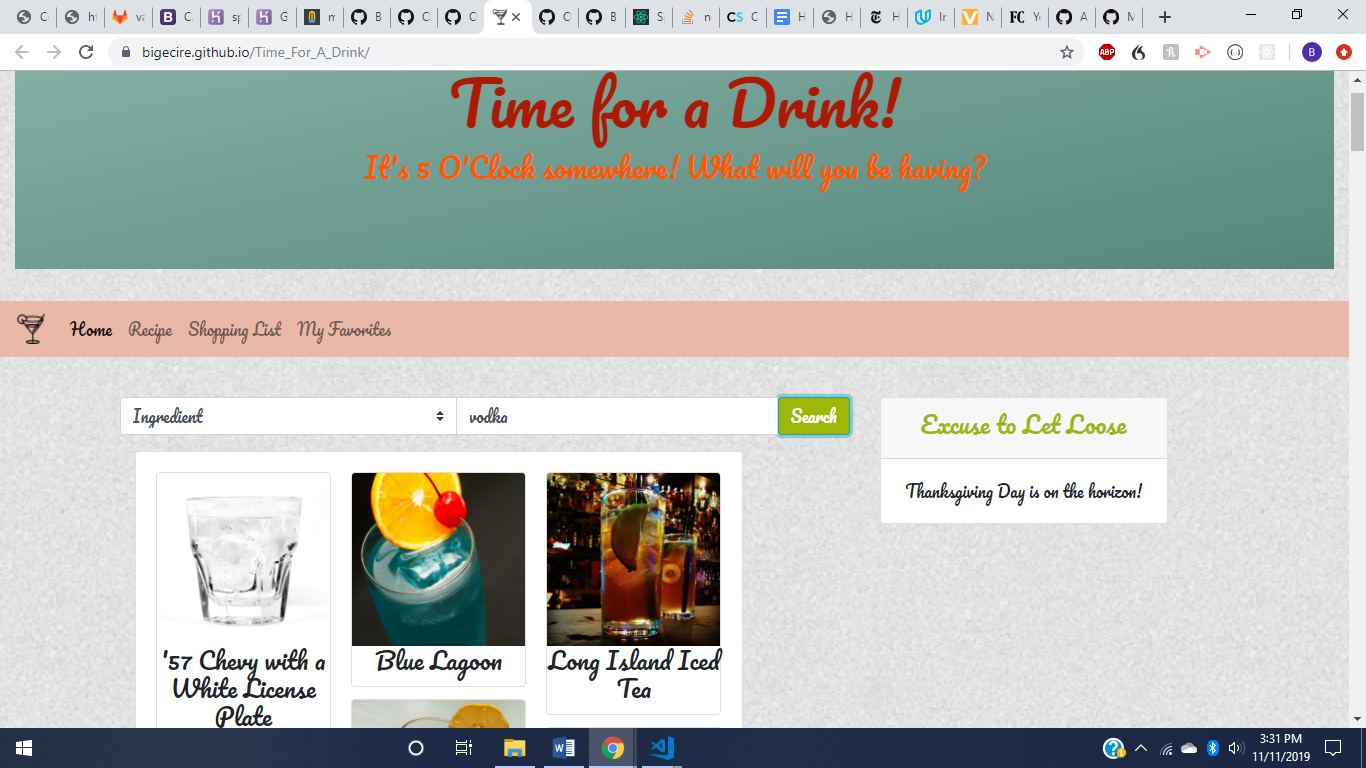 bigecire.github.io/Time_For_A_Drink/
ABP
B
Time for a Drink!
It's 5 O'Clock somewhere! What will you be having?
Home Recipe Shopping List My Favorites
Ingredient vodka Search
Excuse to Let Loose
Thanksgiving Day is on the horizon!
'57 Chevy with a
White License
Plate
Blue Lagoon
Long Island Iced
Tea
3:31 PM
11/11/2019